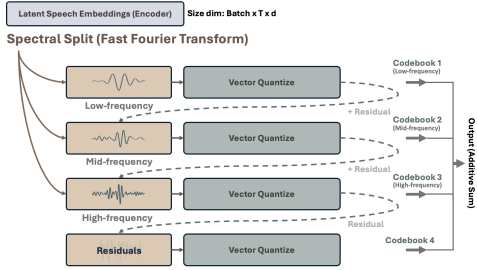 Latent Speech Embeddings (Encoder)
Size dim: Batch x T x d
Spectral Split (Fast Fourier Transform)
Vector Quantize
Low-frequency
Codebook 1
(Low-frequency)
+ Residual
Vector Quantize
Mid-frequency
Codebook 2
(Mid-frequency)
+ Residual
Vector Quantize
High-frequency
Codebook 3
(High-frequency)
Residual
Residuals
Vector Quantize
Codebook 4
Output (Additive Sum)